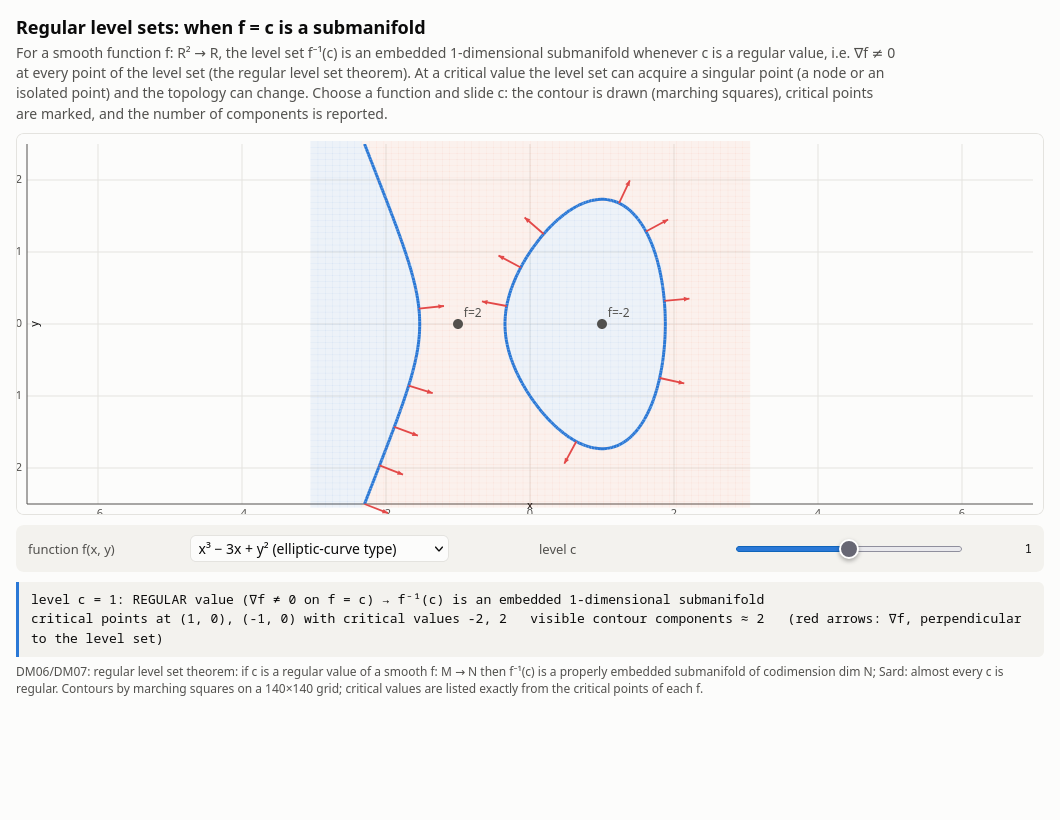 Regular level sets: when f = c is a submanifold
For a smooth function f: R² → R, the level set f⁻¹(c) is an embedded 1-dimensional submanifold whenever c is a regular value, i.e. ∇f ≠ 0
at every point of the level set (the regular level set theorem). At a critical value the level set can acquire a singular point (a node or an
isolated point) and the topology can change. Choose a function and slide c: the contour is drawn (marching squares), critical points
are marked, and the number of components is reported.
2
1
0
y
1
2
f=2
f=-2
x
6
4
2
0
2
4
6
function f(x, y)
x³ − 3x + y² (elliptic-curve type)
level c
1
level c = 1: REGULAR value (∇f ≠ 0 on f = c) → f⁻¹(c) is an embedded 1-dimensional submanifold
critical points at (1, 0), (-1, 0) with critical values -2, 2   visible contour components ≈ 2   (red arrows: ∇f, perpendicular
to the level set)
DM06/DM07: regular level set theorem: if c is a regular value of a smooth f: M → N then f⁻¹(c) is a properly embedded submanifold of codimension dim N; Sard: almost every c is
regular. Contours by marching squares on a 140×140 grid; critical values are listed exactly from the critical points of each f.